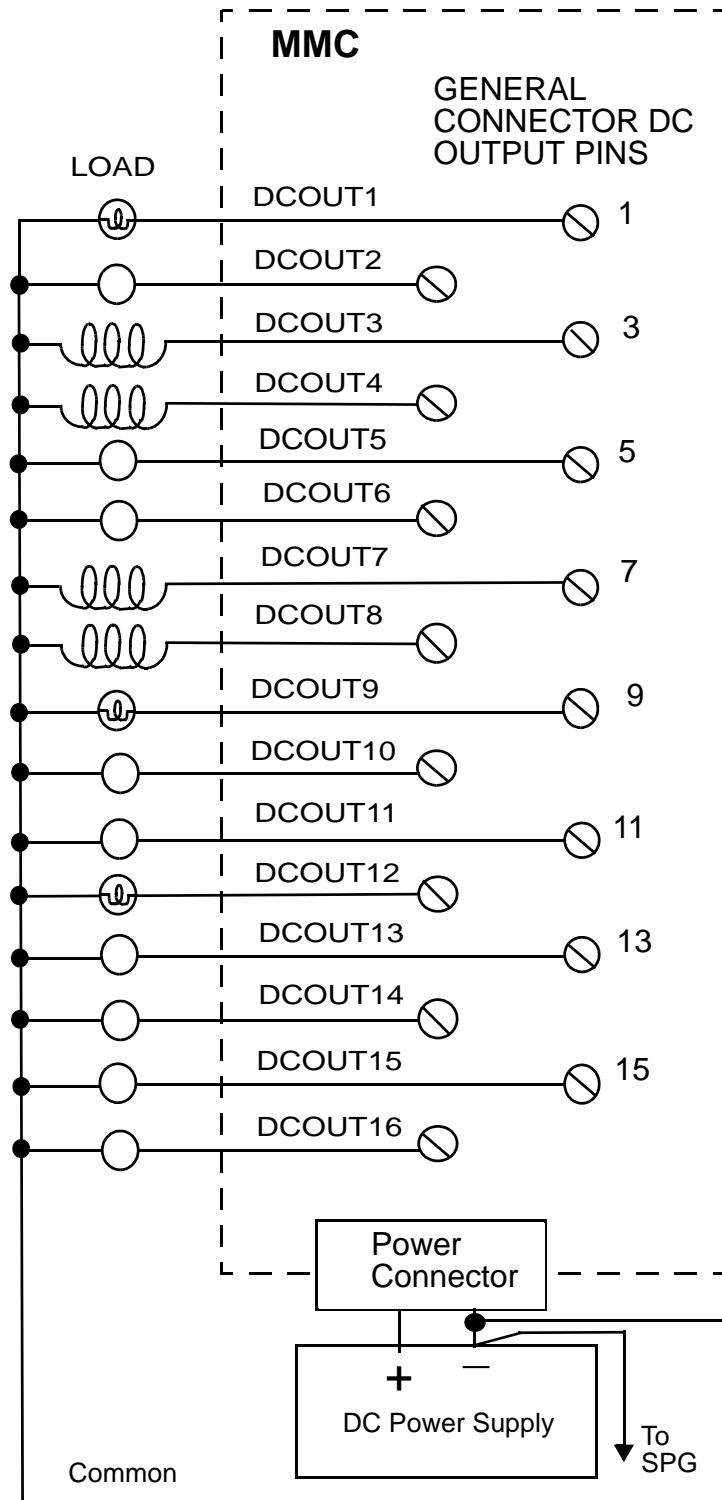 MMC
GENERAL
CONNECTOR DC
OUTPUT PINS
LOAD
DCOUT1
1
DCOUT2
DCOUT3
3
DCOUT4
DCOUT5
5
DCOUT6
DCOUT7
7
DCOUT8
DCOUT9
9
DCOUT10
DCOUT11
11
DCOUT12
DCOUT13
13
DCOUT14
DCOUT15
15
DCOUT16
Power
Connector
+ —
DC Power Supply
To
SPG
Common